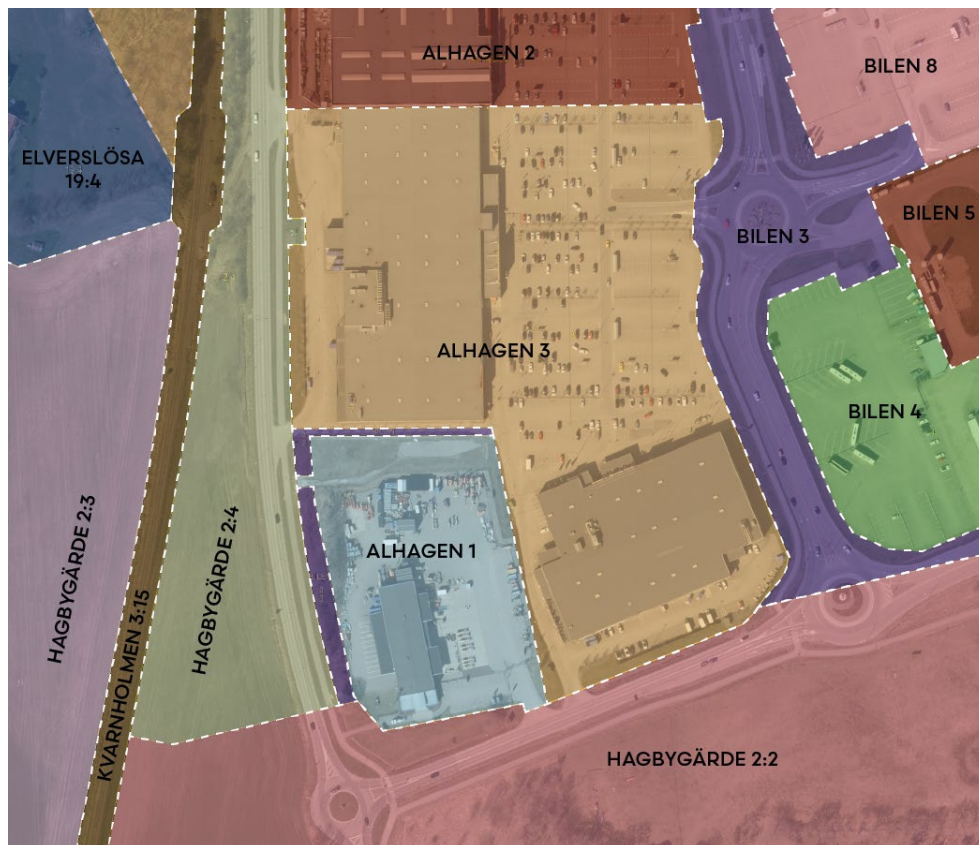 ALHAGEN 2
BILEN 8
ELVERSLÖSA
19:4
BILEN 5
BILEN 3
ALHAGEN 3
BILEN 4
ALHAGEN 1
HAGBYGÄRDE 2:3
KVARNHOLMEN 3:15
HAGBYGÄRDE 2:4
HAGBYGÄRDE 2:2